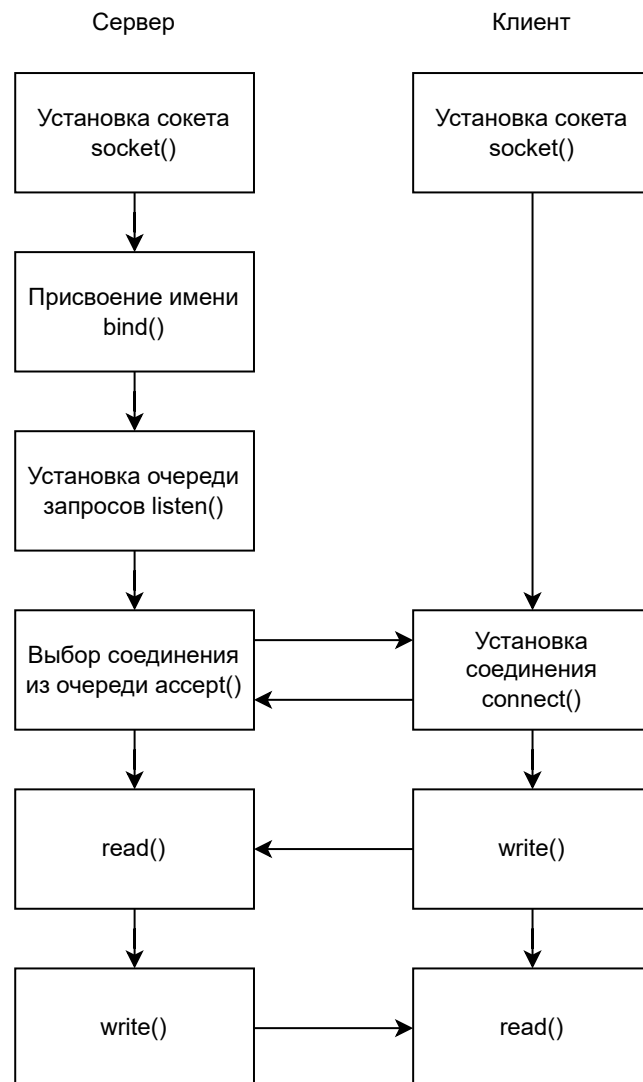 Сервер
Клиент
Установка сокета
socket()
Установка сокета
socket()
Присвоение имени
bind()
Установка очереди
запросов listen()
Выбор соединения
из очереди accept()
Установка
соединения
connect()
read()
write()
write()
read()